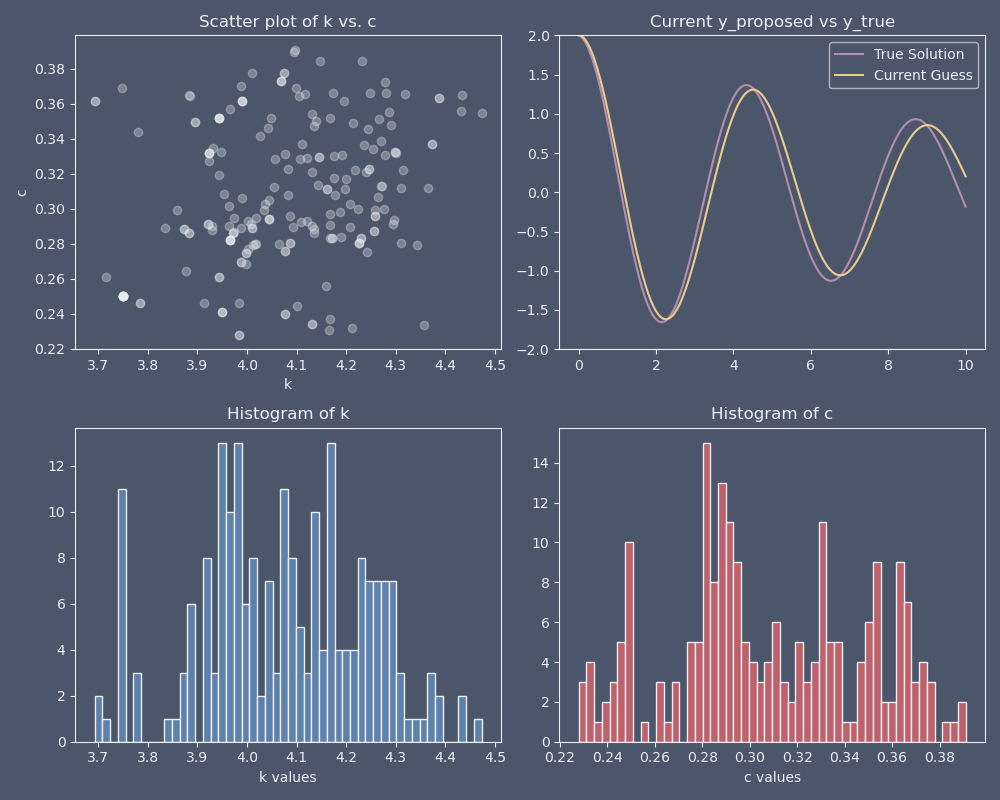 Scatter plot of k vs. c
c
0.38
0.36
0.34
0.32
0.30
0.28
0.26
0.24
0.22
3.7 3.8 3.9 4.0 4.1 4.2 4.3 4.4 4.5
k
Current y_proposed vs y_true
True Solution
Current Guess
2.0
1.5
1.0
0.5
0.0
−0.5
−1.0
−1.5
−2.0
0 2 4 6 8 10
Histogram of k
12
10
8
6
4
2
0
3.7 3.8 3.9 4.0 4.1 4.2 4.3 4.4 4.5
k values
Histogram of c
14
12
10
8
6
4
2
0
0.22 0.24 0.26 0.28 0.30 0.32 0.34 0.36 0.38
c values